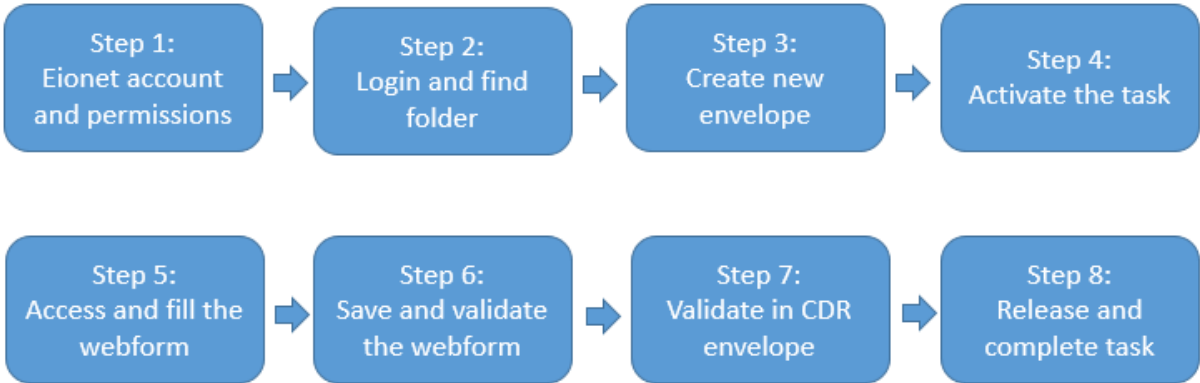 Step 1:
Eionet account
and permissions
Step 2:
Login and find
folder
Step 3:
Create new
envelope
Step 4:
Activate the task
Step 5:
Access and fill the
webform
Step 6:
Save and validate
the webform
Step 7:
Validate in CDR
envelope
Step 8:
Release and
complete task